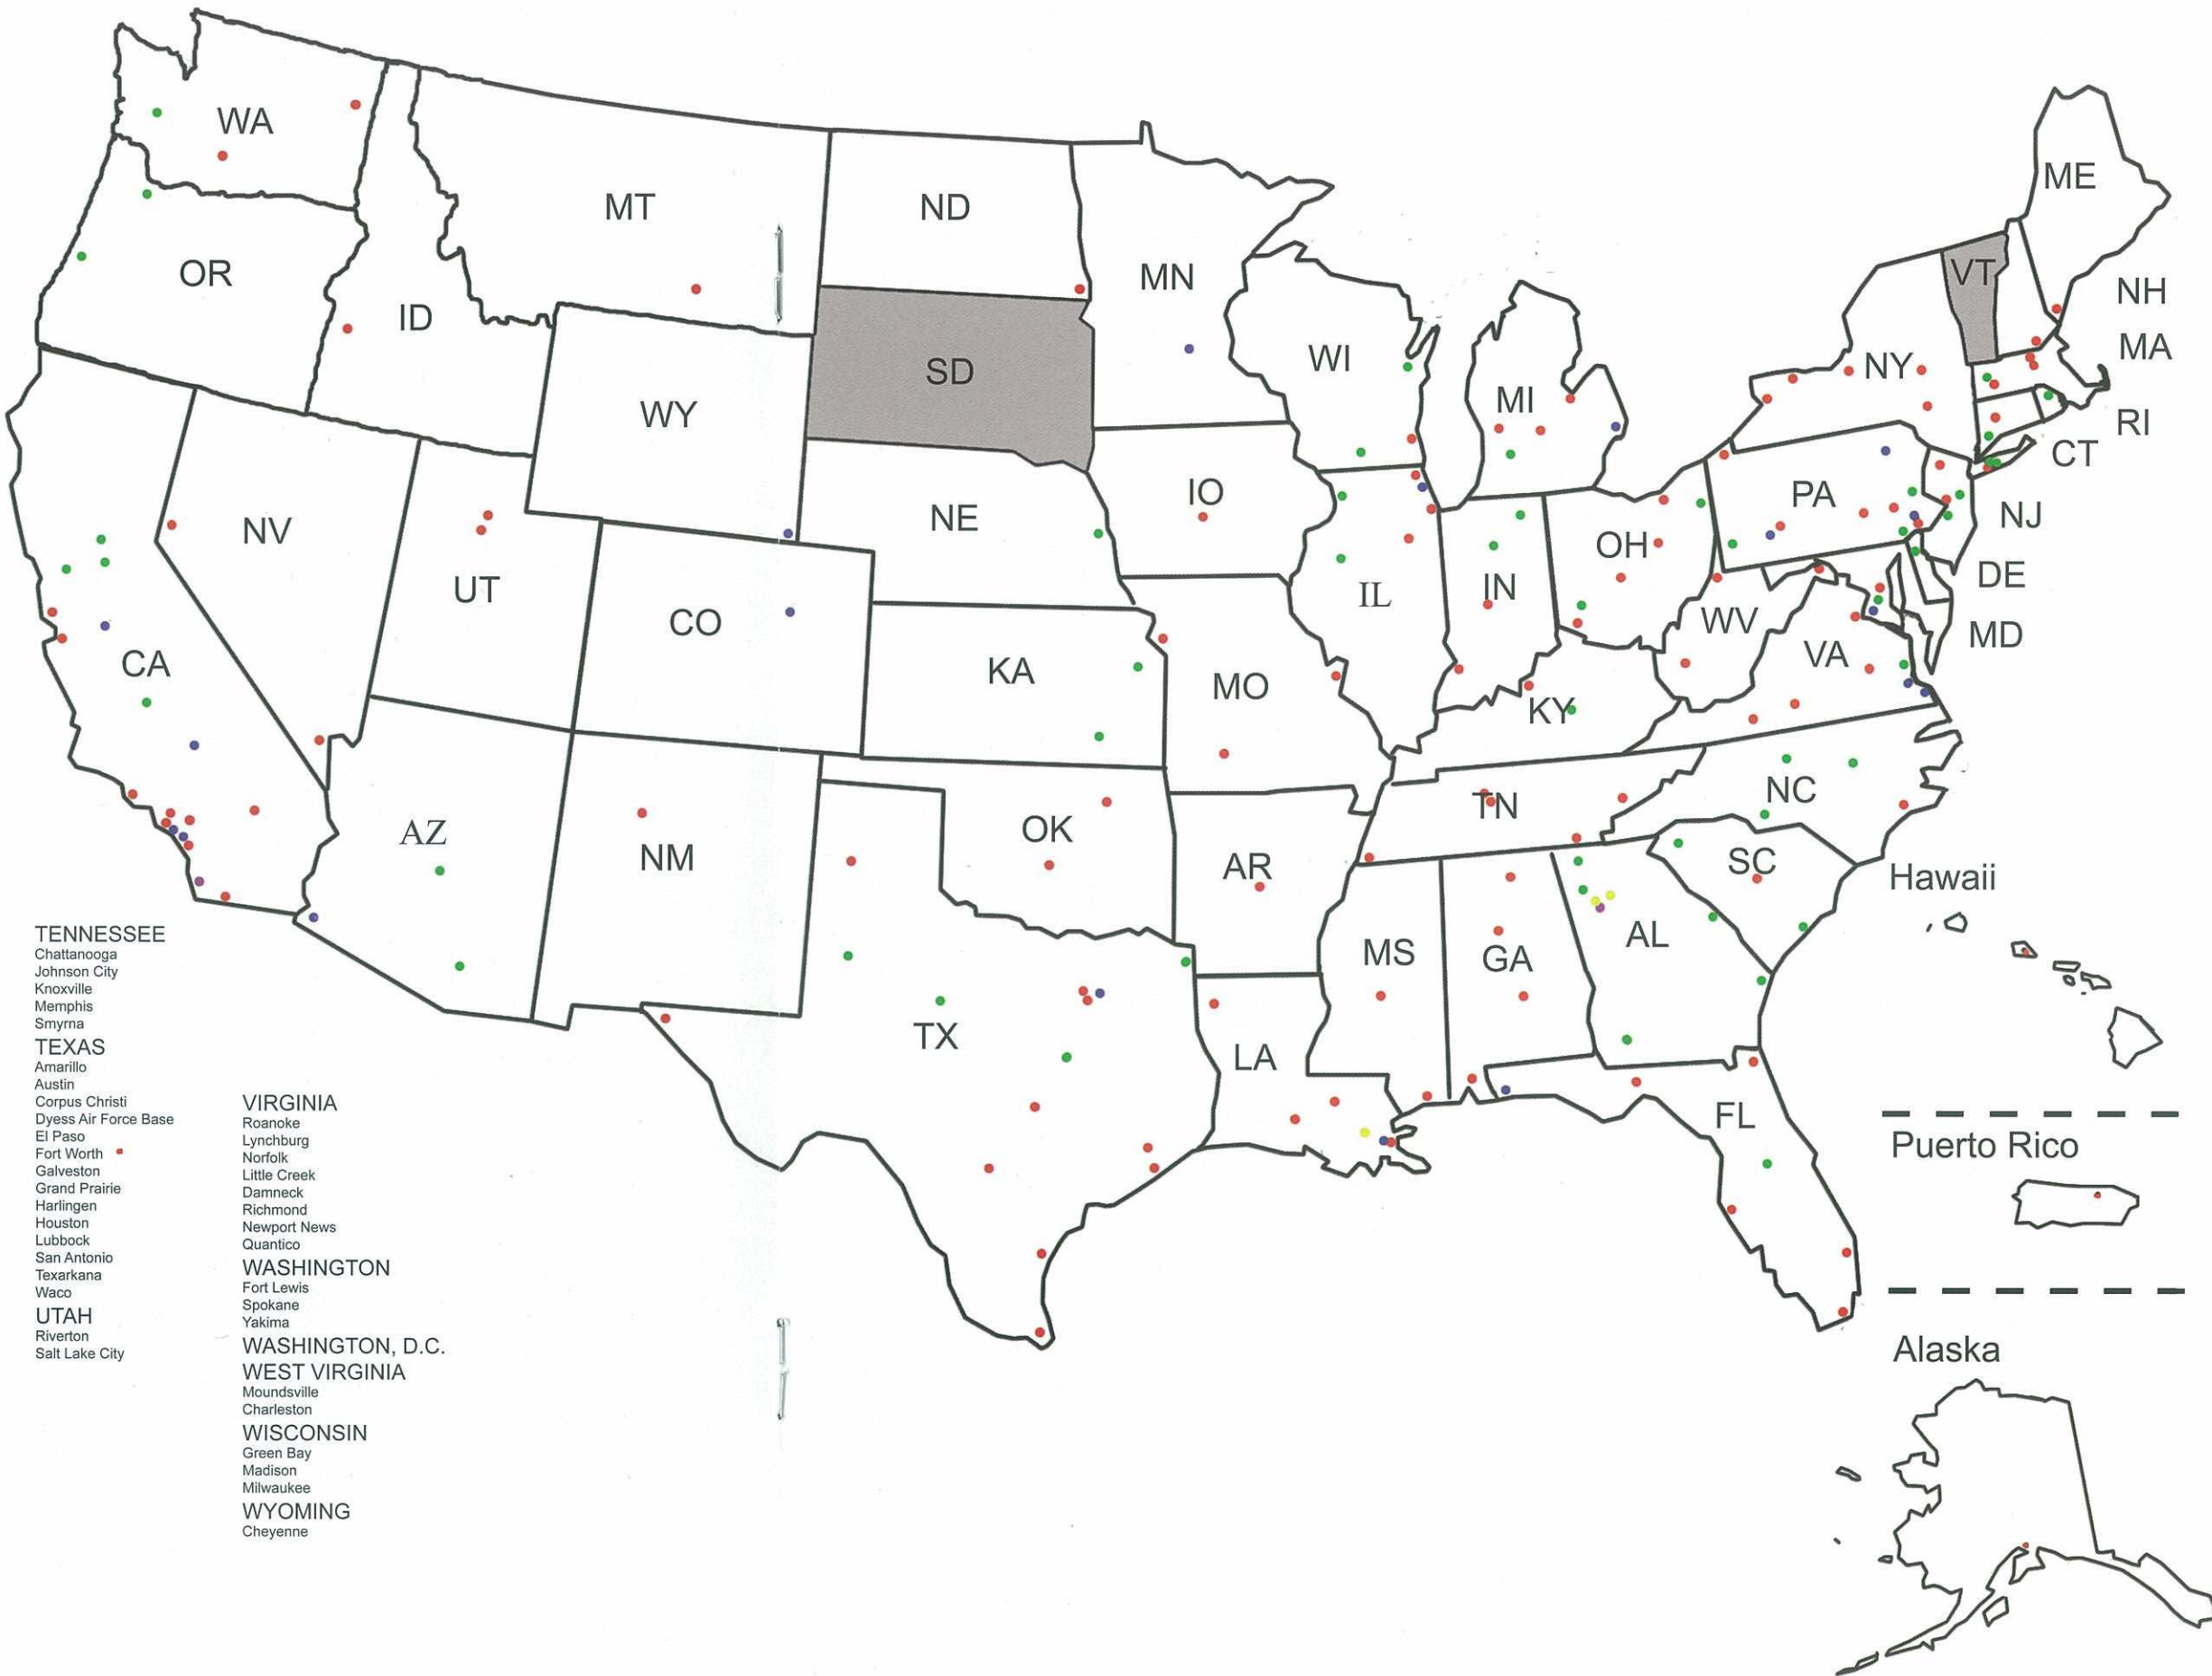 WA
MT
ND
MN
ME
OR
ID
SD
WI
MI
NY
VT
NH
MA
RI
CT
WY
NV
UT
NE
IO
IL
IN
OH
PA
NJ
DE
MD
CA
CO
KA
MO
KY
WV
VA
AZ
NM
OK
AR
TN
NC
SC
TX
LA
MS
GA
AL
FL
Hawaii
Puerto Rico
Alaska
TENNESSEE
Chattanooga
Johnson City
Knoxville
Memphis
Smyrna
TEXAS
Amarillo
Austin
Corpus Christi
Dyess Air Force Base
El Paso
Fort Worth
Galveston
Grand Prairie
Harlingen
Houston
Lubbock
San Antonio
Texarkana
Waco
UTAH
Riverton
Salt Lake City
VIRGINIA
Roanoke
Lynchburg
Norfolk
Little Creek
Damneck
Richmond
Newport News
Quantico
WASHINGTON
Fort Lewis
Spokane
Yakima
WASHINGTON, D.C.
WEST VIRGINIA
Moundsville
Charleston
WISCONSIN
Green Bay
Madison
Milwaukee
WYOMING
Cheyenne